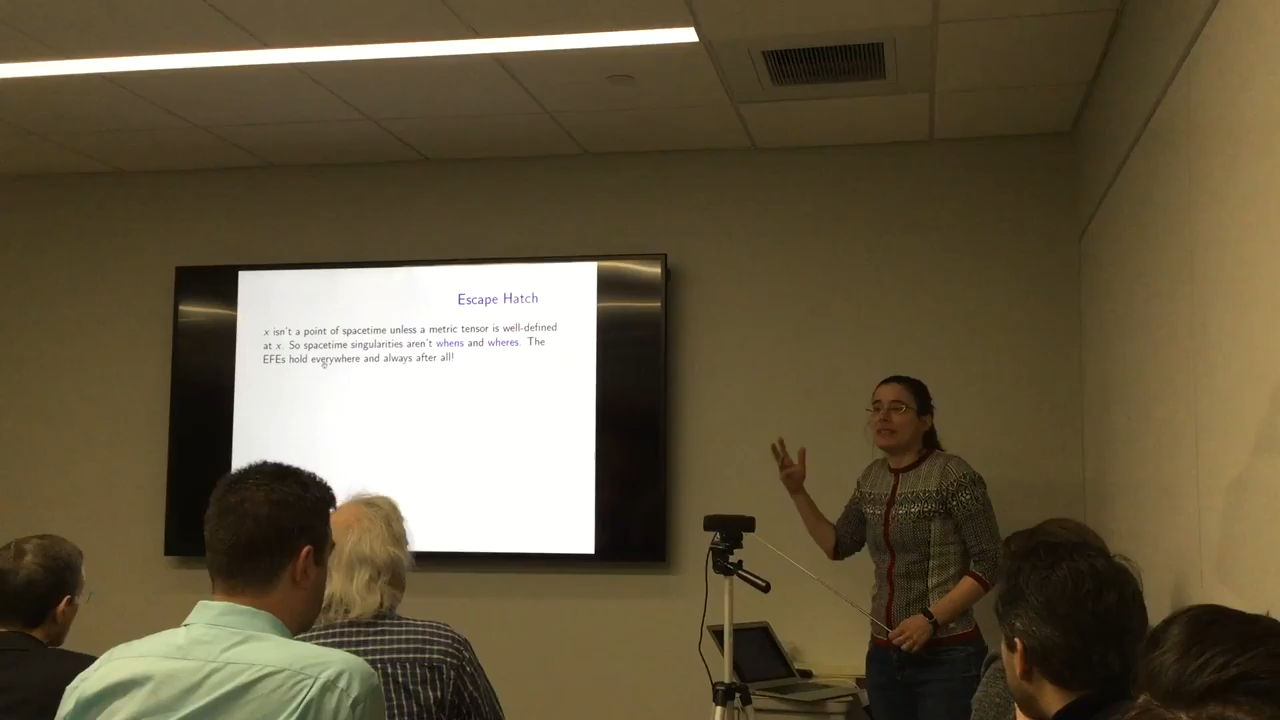 Escape Hatch
x isn't a point of spacetime unless a metric tensor is well-defined
at x. So spacetime singularities aren't whens and wheres. The
EFEs hold everywhere and always after all!